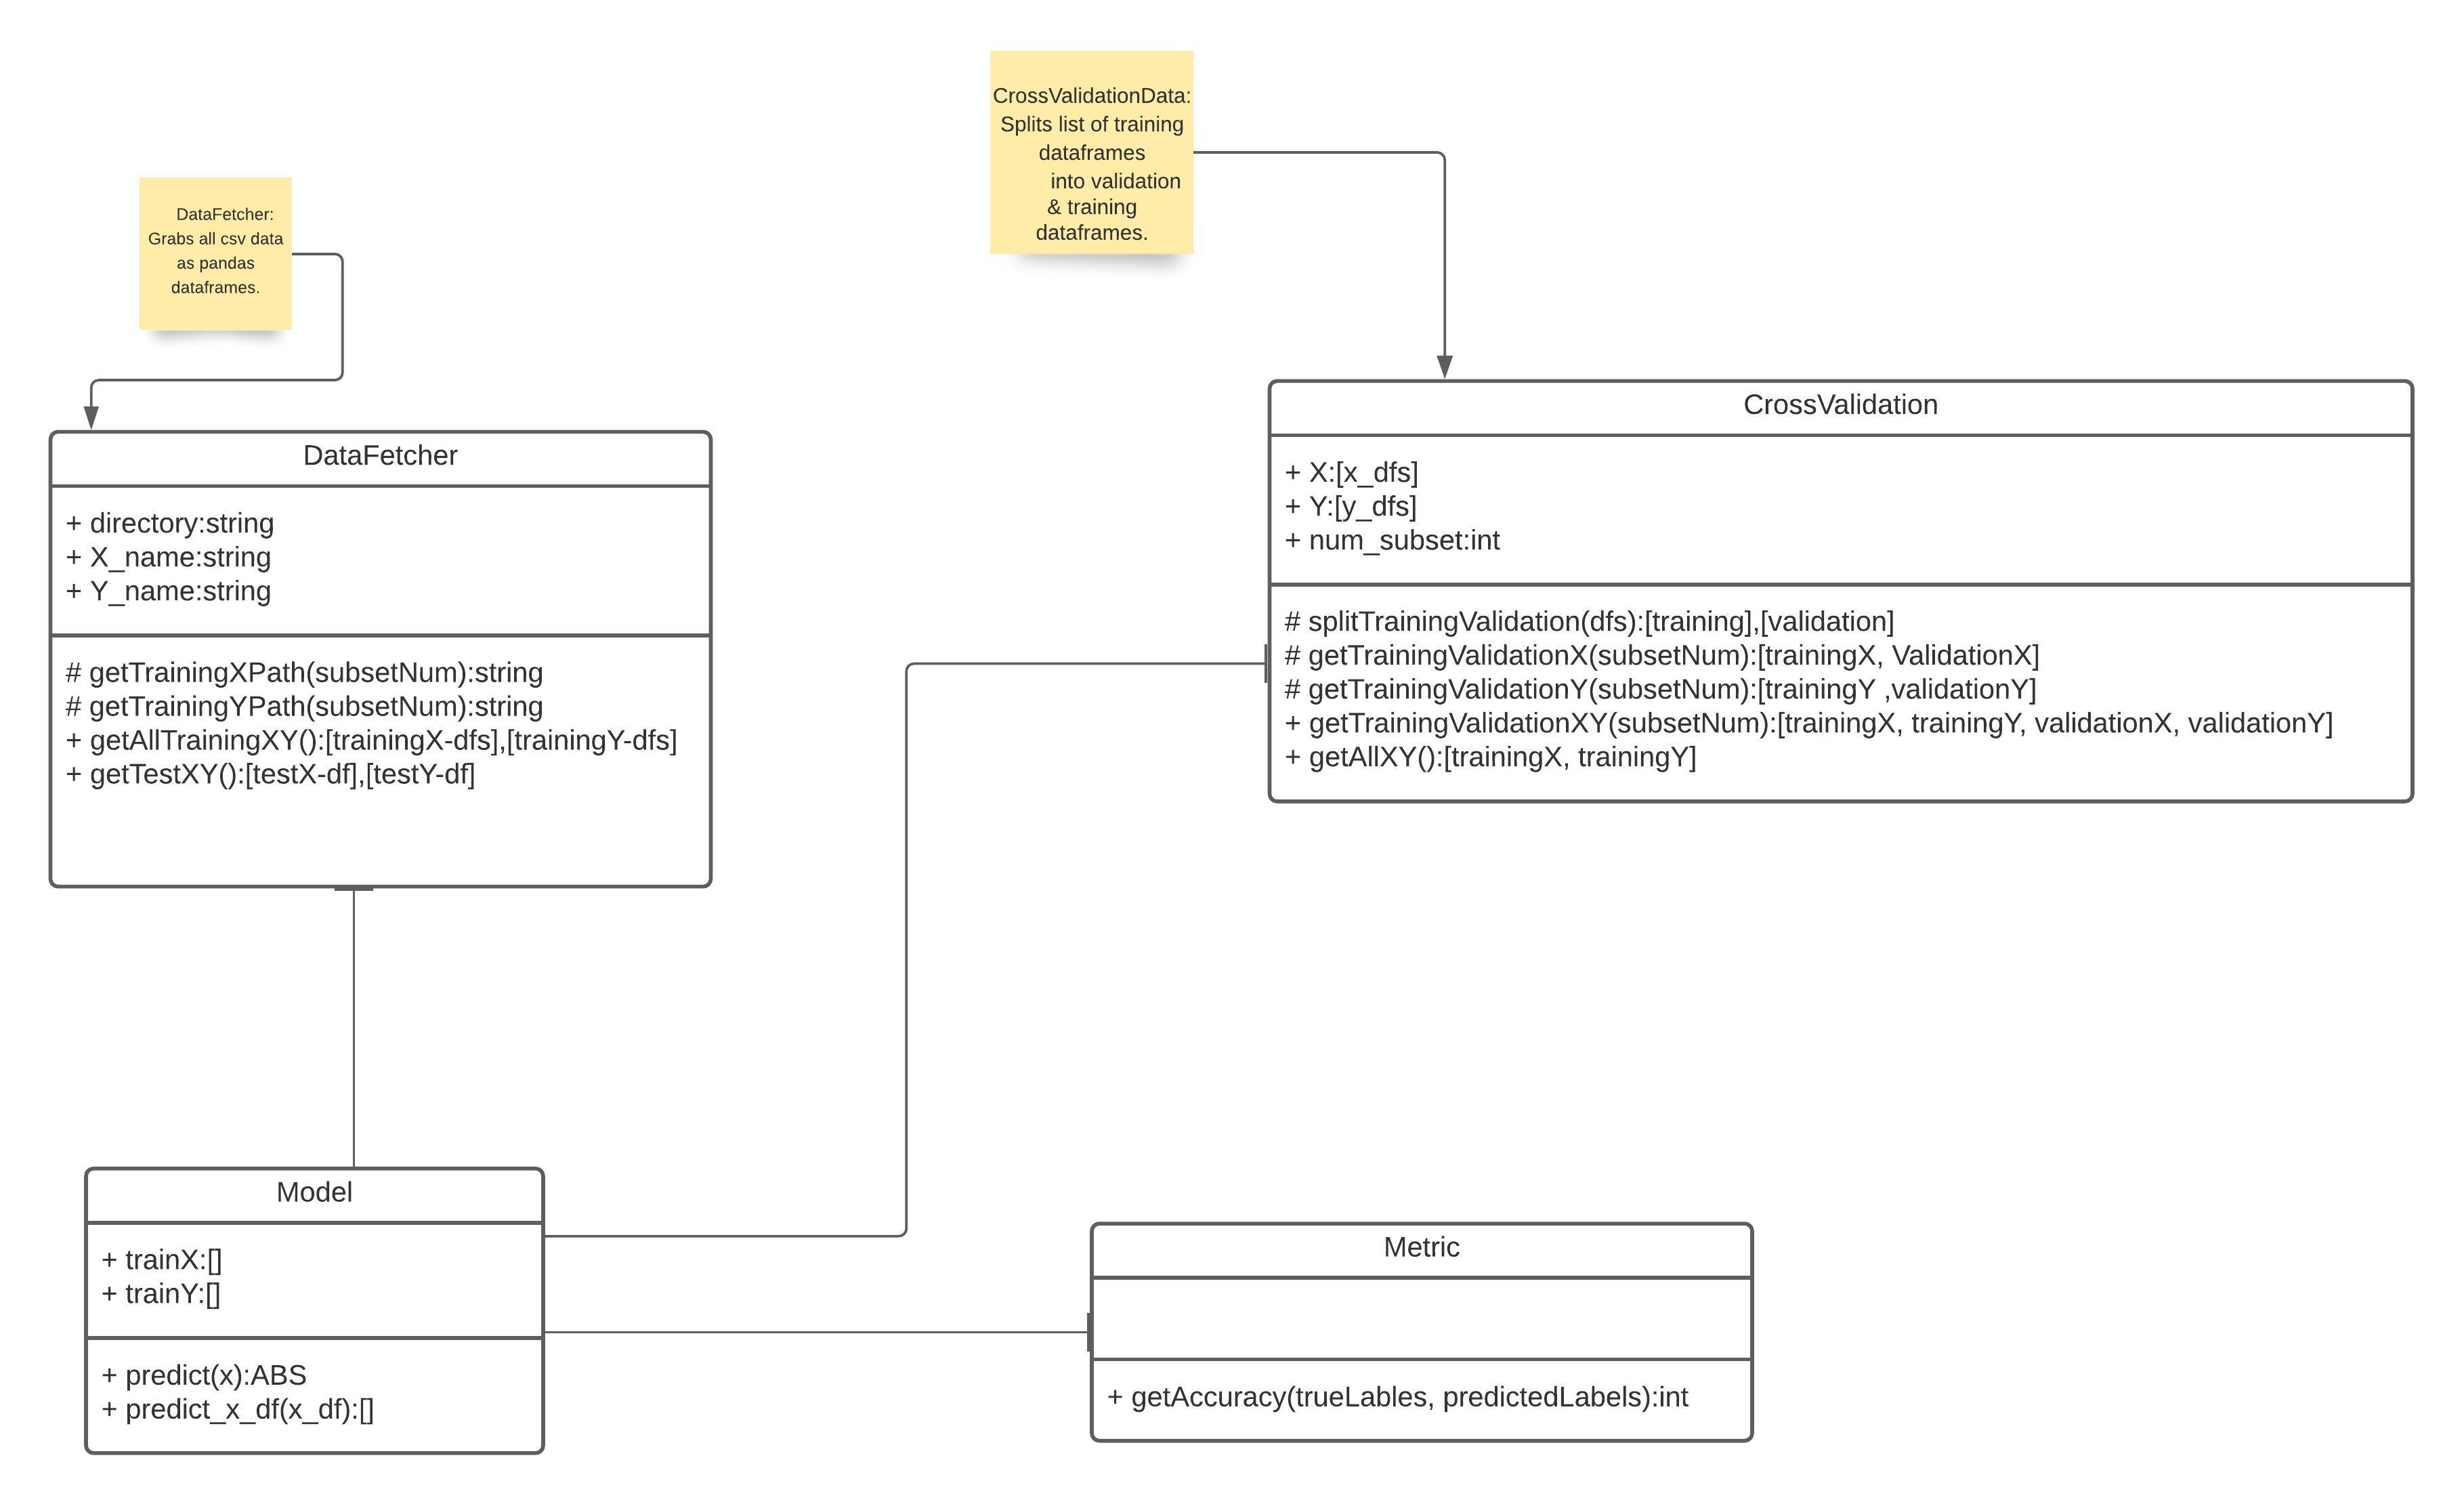 CrossValidationData:
Splits list of training
dataframes
into validation
& training
dataframes.
DataFetcher:
Grabs all csv data
as pandas
dataframes.
DataFetcher
+ directory:string
+ X_name:string
+ Y_name:string
# getTrainingXPath(subsetNum):string
# getTrainingYPath(subsetNum):string
+ getAllTrainingXY():[trainingX-dfs],[trainingY-dfs]
+ getTestXY():[testX-df],[testY-df]
CrossValidation
+ X:[x_dfs]
+ Y:[y_dfs]
+ num_subset:int
# splitTrainingValidation(dfs):[training],[validation]
# getTrainingValidationX(subsetNum):[trainingX, ValidationX]
# getTrainingValidationY(subsetNum):[trainingY ,validationY]
+ getTrainingValidationXY(subsetNum):[trainingX, trainingY, validationX, validationY]
+ getAllXY():[trainingX, trainingY]
Model
+ trainX:[]
+ trainY:[]
+ predict(x):ABS
+ predict_x_df(x_df):[]
Metric
+ getAccuracy(trueLables, predictedLabels):int